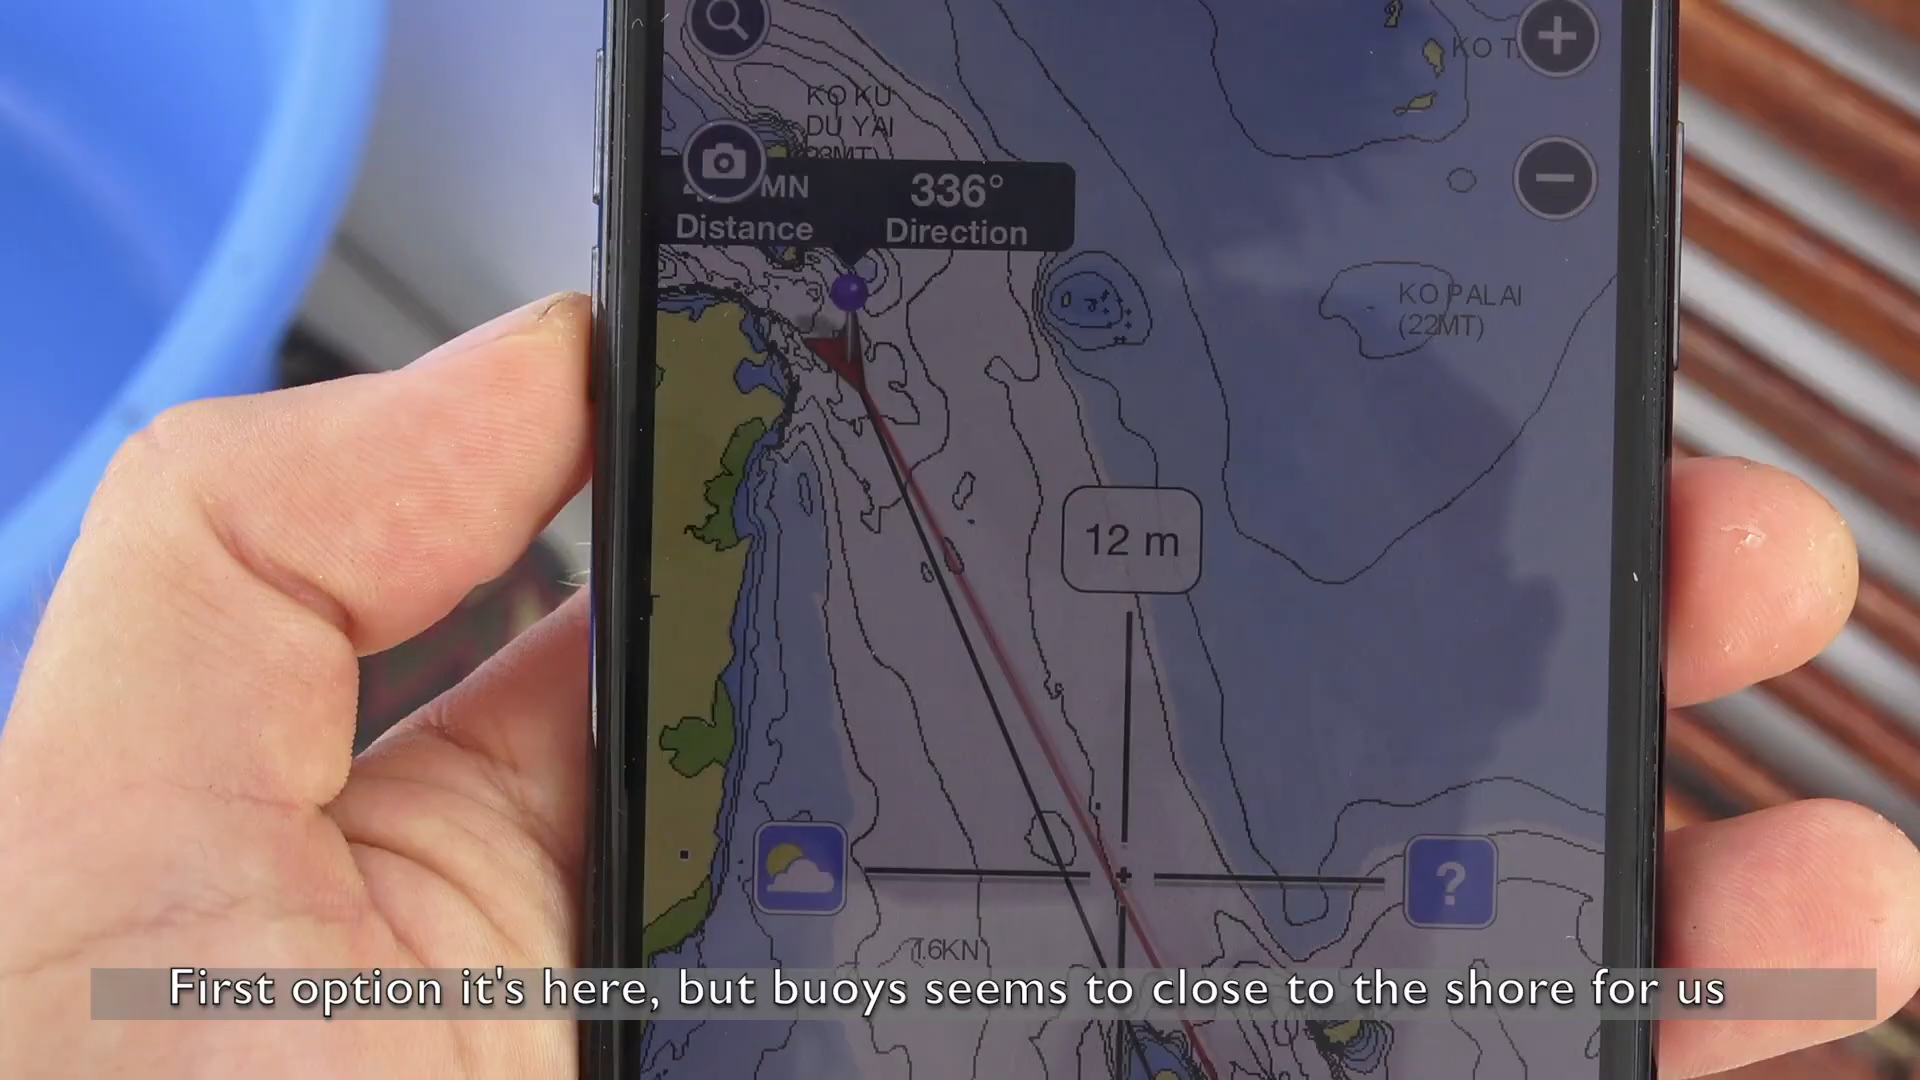 KO KU
DU YAI
KO
MN
336°
Distance
Direction
KO PALAI
(22MT)
12 m
?
1.6KN
First option it's here, but buoys seems to close to the shore for us